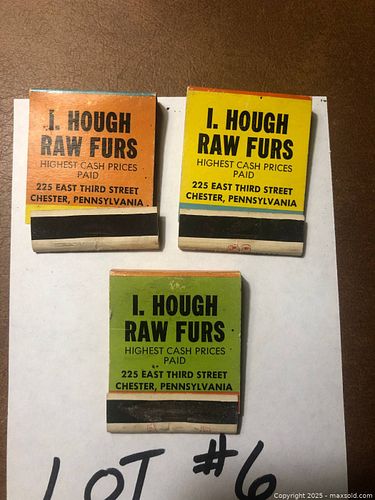 I. HOUGH
RAW FURS
HIGHEST CASH PRICES
PAID
225 EAST THIRD STREET
CHESTER, PENNSYLVANIA
I. HOUGH
RAW FURS
HIGHEST CASH PRICES
PAID
225 EAST THIRD STREET
CHESTER, PENNSYLVANIA
I. HOUGH
RAW FURS
HIGHEST CASH PRICES
PAID
225 EAST THIRD STREET
CHESTER, PENNSYLVANIA
LOT #6
Copyright 2025 - maxsold.com